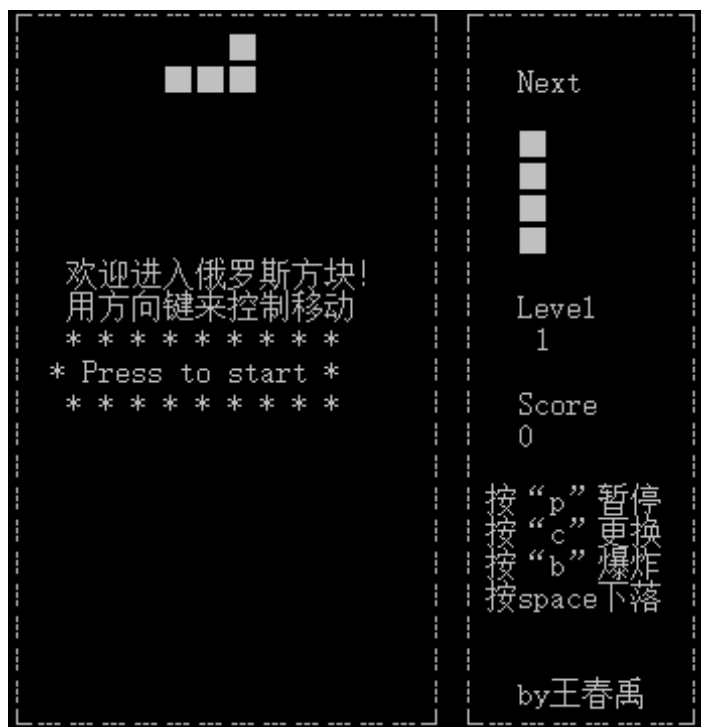 欢迎进入俄罗斯方块!
用方向键来控制移动
* * * * * * * * *
* Press to start *
* * * * * * * * *
Next
Level
1
Score
0
按“p”暂停
按“c”更换
按“b”爆炸
按space下落
by王春禹